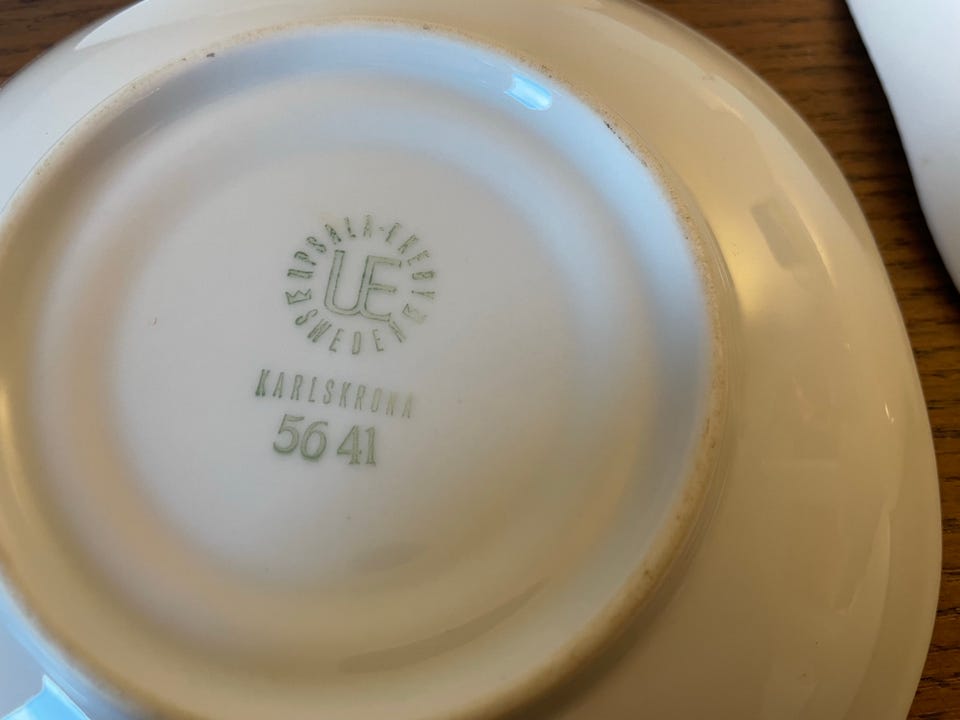 UPSALA-EKEBY
UE
SWEDEN
KARLSKRONA
56 41